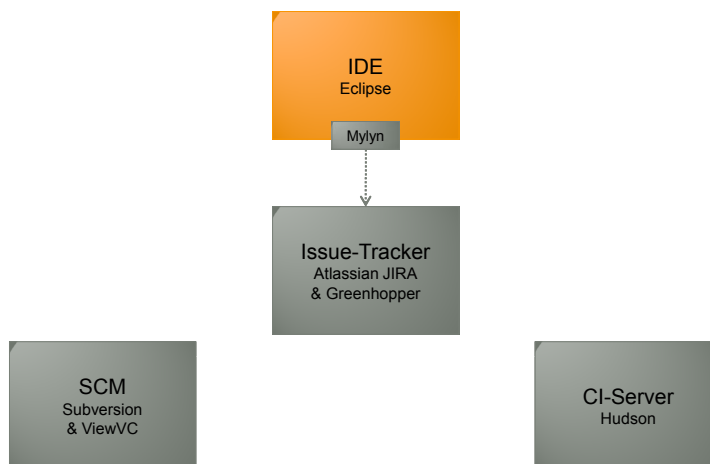 IDE
Eclipse
Mylyn
Issue-Tracker
Atlassian JIRA
& Greenhopper
SCM
Subversion
& ViewVC
CI-Server
Hudson